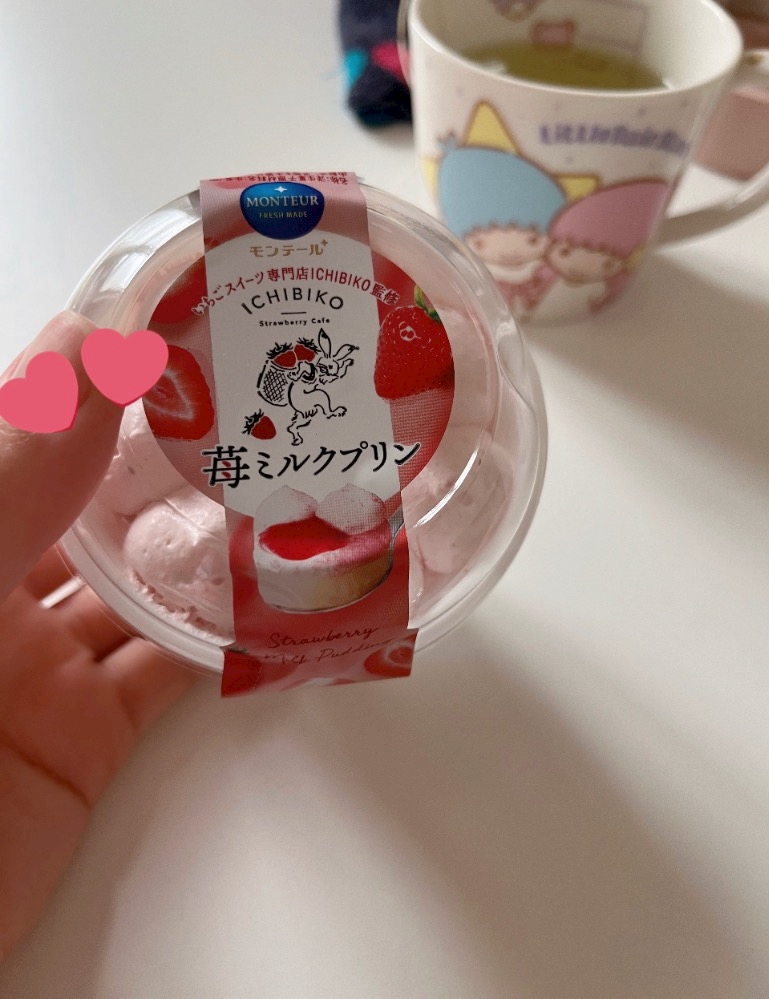 MONTEUR
FRESH MADE
モンテール
いちごスイーツ専門店ICHIBIKO監修
ICHIBIKO
Strawberry Cafe
苺ミルクプリン
Strawberry
Little Twin